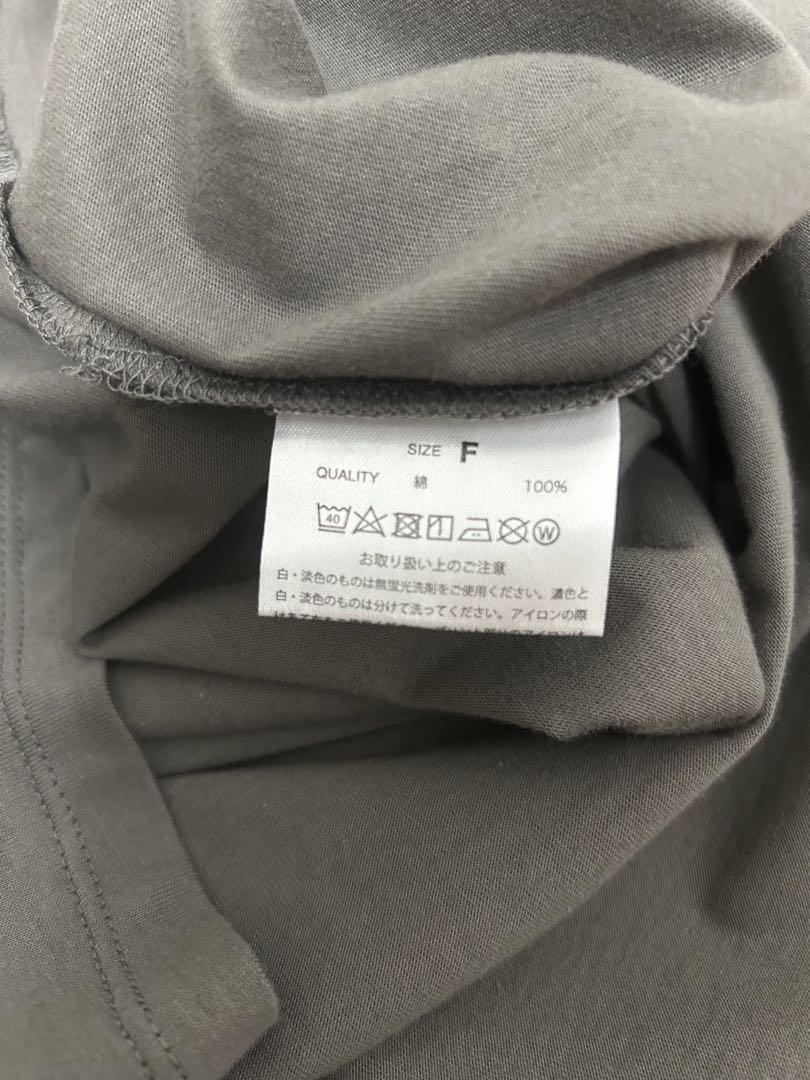 SIZE F
QUALITY 綿 100%
40 W
お取り扱い上のご注意
白・淡色のものは無蛍光洗剤をご使用ください。濃色と
白・淡色のものは分けて洗ってください。アイロンの際